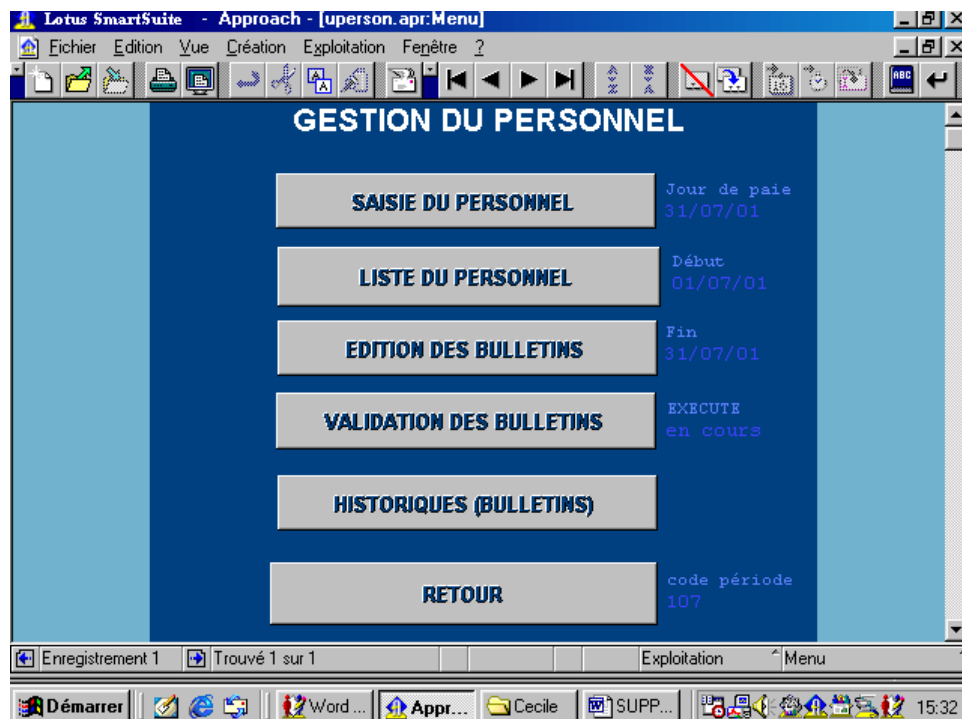 Lotus SmartSuite - Approach - [uperson.apr:Menu]
Fichier Edition Vue Création Exploitation Fenêtre ?
ABC
GESTION DU PERSONNEL
SAISIE DU PERSONNEL
Jour de paie
31/07/01
LISTE DU PERSONNEL
Début
01/07/01
EDITION DES BULLETINS
Fin
31/07/01
VALIDATION DES BULLETINS
EXECUTE
en cours
HISTORIQUES (BULLETINS)
RETOUR
code période
107
Enregistrement 1 Trouvé 1 sur 1 Exploitation Menu
Démarrer Word ... Appr... Cecile SUPP... 15:32